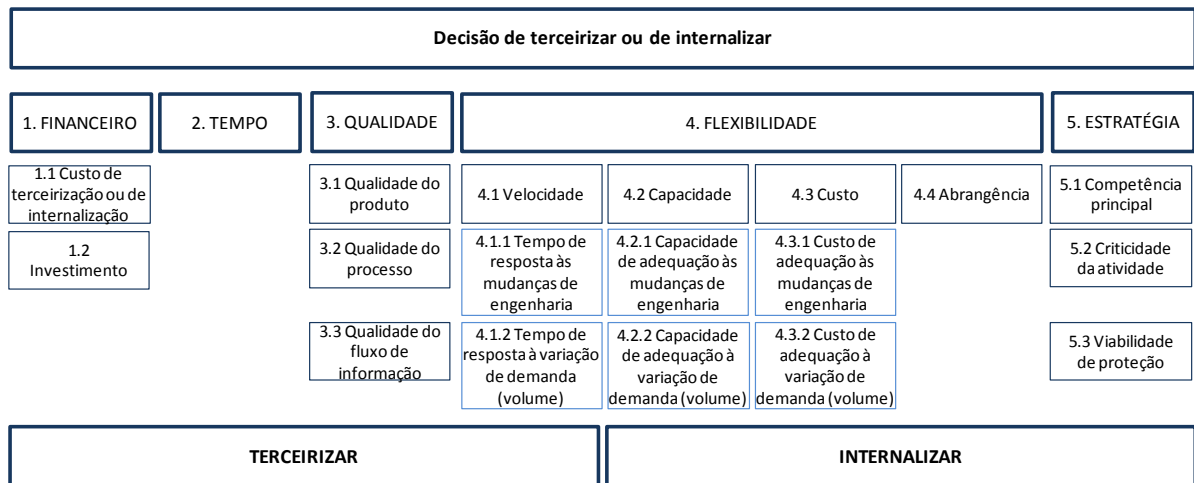 Decisão de terceirizar ou de internalizar
1. FINANCEIRO
2. TEMPO
3. QUALIDADE
4. FLEXIBILIDADE
5. ESTRATÉGIA
1.1 Custo de
terceirização ou de
internalização
3.1 Qualidade do
produto
4.1 Velocidade
4.2 Capacidade
4.3 Custo
4.4 Abrangência
5.1 Competência
principal
1.2
Investimento
3.2 Qualidade do
processo
4.1.1 Tempo de
resposta às
mudanças de
engenharia
4.2.1 Capacidade
de adequação às
mudanças de
engenharia
4.3.1 Custo de
adequação às
mudanças de
engenharia
5.2 Criticidade
da atividade
3.3 Qualidade do
fluxo de
informação
4.1.2 Tempo de
resposta à variação
de demanda
(volume)
4.2.2 Capacidade
de adequação à
variação de
demanda (volume)
4.3.2 Custo de
adequação à
variação de
demanda (volume)
5.3 Viabilidade
de proteção
TERCEIRIZAR
INTERNALIZAR